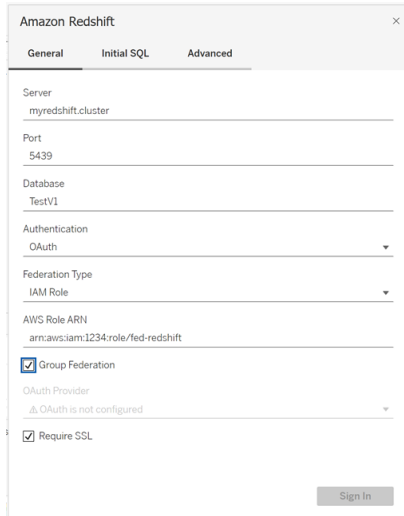 Amazon Redshift
General Initial SQL Advanced
Server
myredshift.cluster
Port
5439
Database
TestV1
Authentication
OAuth
Federation Type
IAM Role
AWS Role ARN
arn:aws:iam:1234:role/fed-redshift
Group Federation
OAuth Provider
OAuth is not configured
Require SSL
Sign In